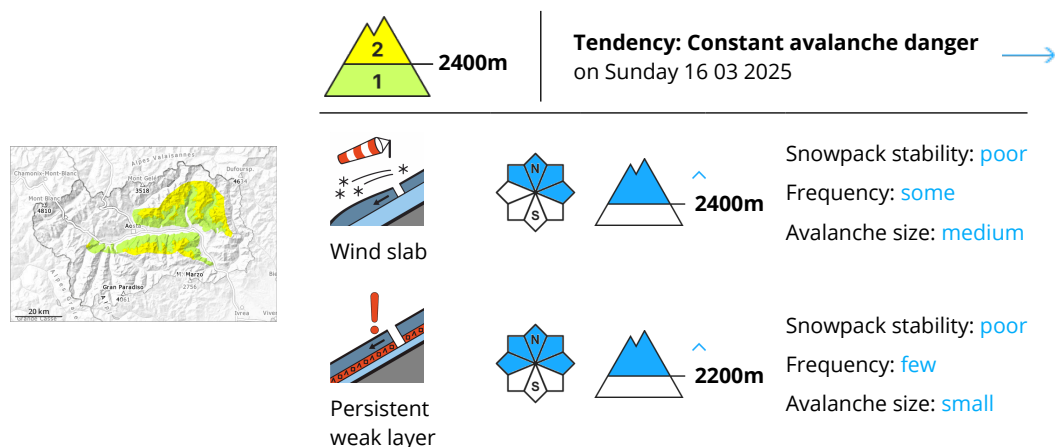 2
1
2400m
Tendency: Constant avalanche danger
on Sunday 16 03 2025
Alpes Valaisannes
Chamonix-Mont-Blanc
Mont Gelé
3518
Mont Blanc
4810
Aosta
Marzo
2756
Gran Paradiso
4061
20 km
Grande Casse
Ivrea
N
S
2400m
Snowpack stability: poor
Frequency: some
Avalanche size: medium
Wind slab
N
S
2200m
Snowpack stability: poor
Frequency: few
Avalanche size: small
Persistent
weak layer